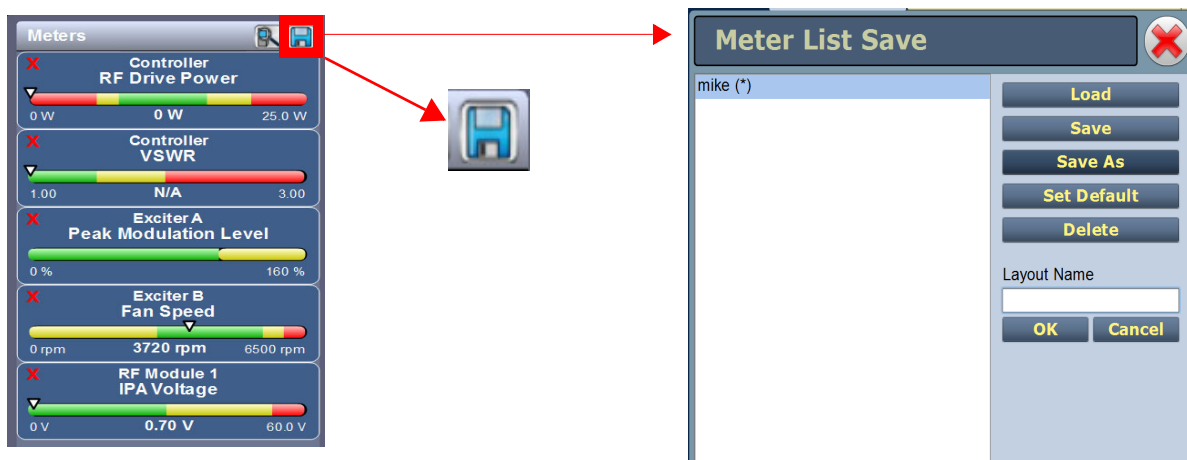 Meters
X
Controller
RF Drive Power
0 W
0 W
25.0 W
X
Controller
VSWR
1.00
N/A
3.00
X
Exciter A
Peak Modulation Level
0 %
160 %
X
Exciter B
Fan Speed
0 rpm
3720 rpm
6500 rpm
X
RF Module 1
IPA Voltage
0 V
0.70 V
60.0 V
Meter List Save
mike (*)
Load
Save
Save As
Set Default
Delete
Layout Name
OK
Cancel